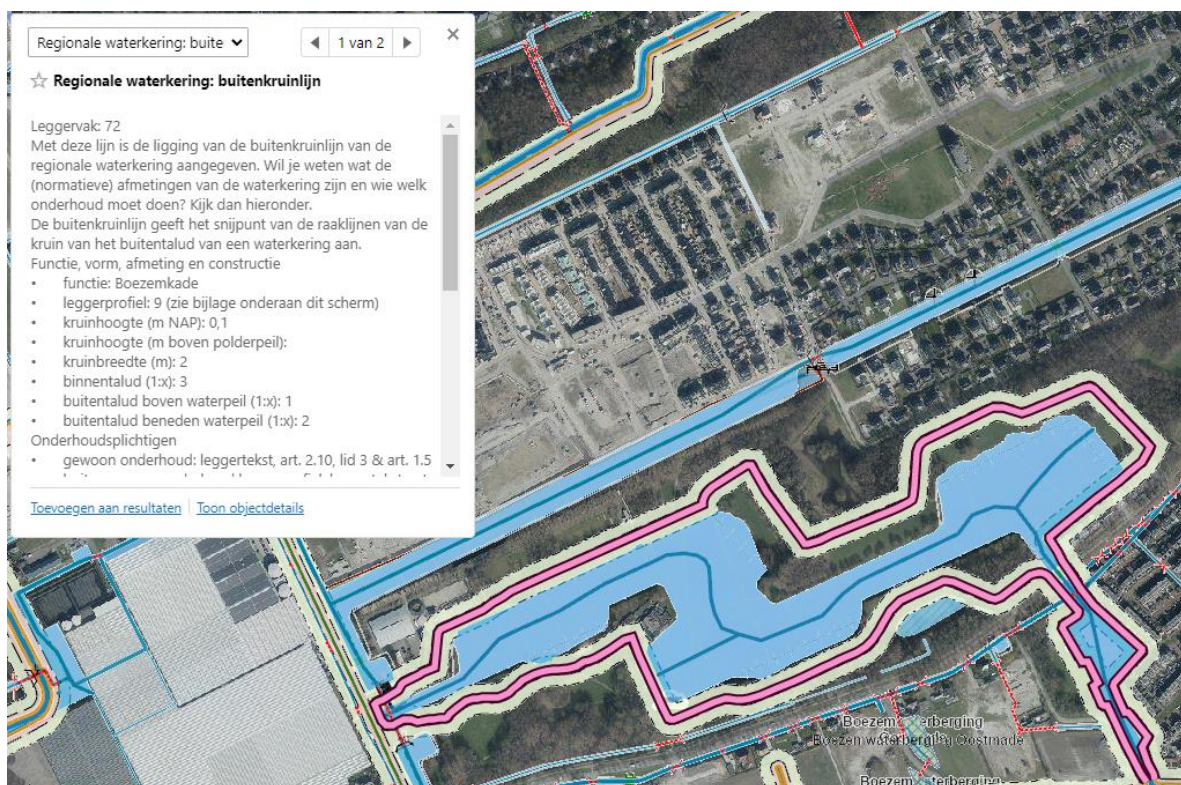 Regionale waterkering: buite
1 van 2
Regionale waterkering: buitenkruinlijn
Leggervak: 72
Met deze lijn is de ligging van de buitenkruinlijn van de
regionale waterkering aangegeven. Wil je weten wat de
(normatieve) afmetingen van de waterkering zijn en wie welk
onderhoud moet doen? Kijk dan hieronder.
De buitenkruinlijn geeft het snijpunt van de raaklijnen van de
kruin van het buitentalud van een waterkering aan.
Functie, vorm, afmeting en constructie
• functie: Boezemkade
• leggerprofiel: 9 (zie bijlage onderaan dit scherm)
• kruinhoogte (m NAP): 0,1
• kruinhoogte (m boven polderpeil):
• kruinbreedte (m): 2
• binnentalud (1:x): 3
• buitentalud boven waterpeil (1:x): 1
• buitentalud beneden waterpeil (1:x): 2
Onderhoudsplichtigen
• gewoon onderhoud: leggertekst, art. 2.10, lid 3 & art. 1.5
Toevoegen aan resultaten
Toon objectdetails
Boezem
Boezem waterberging Oostmade
Boezem